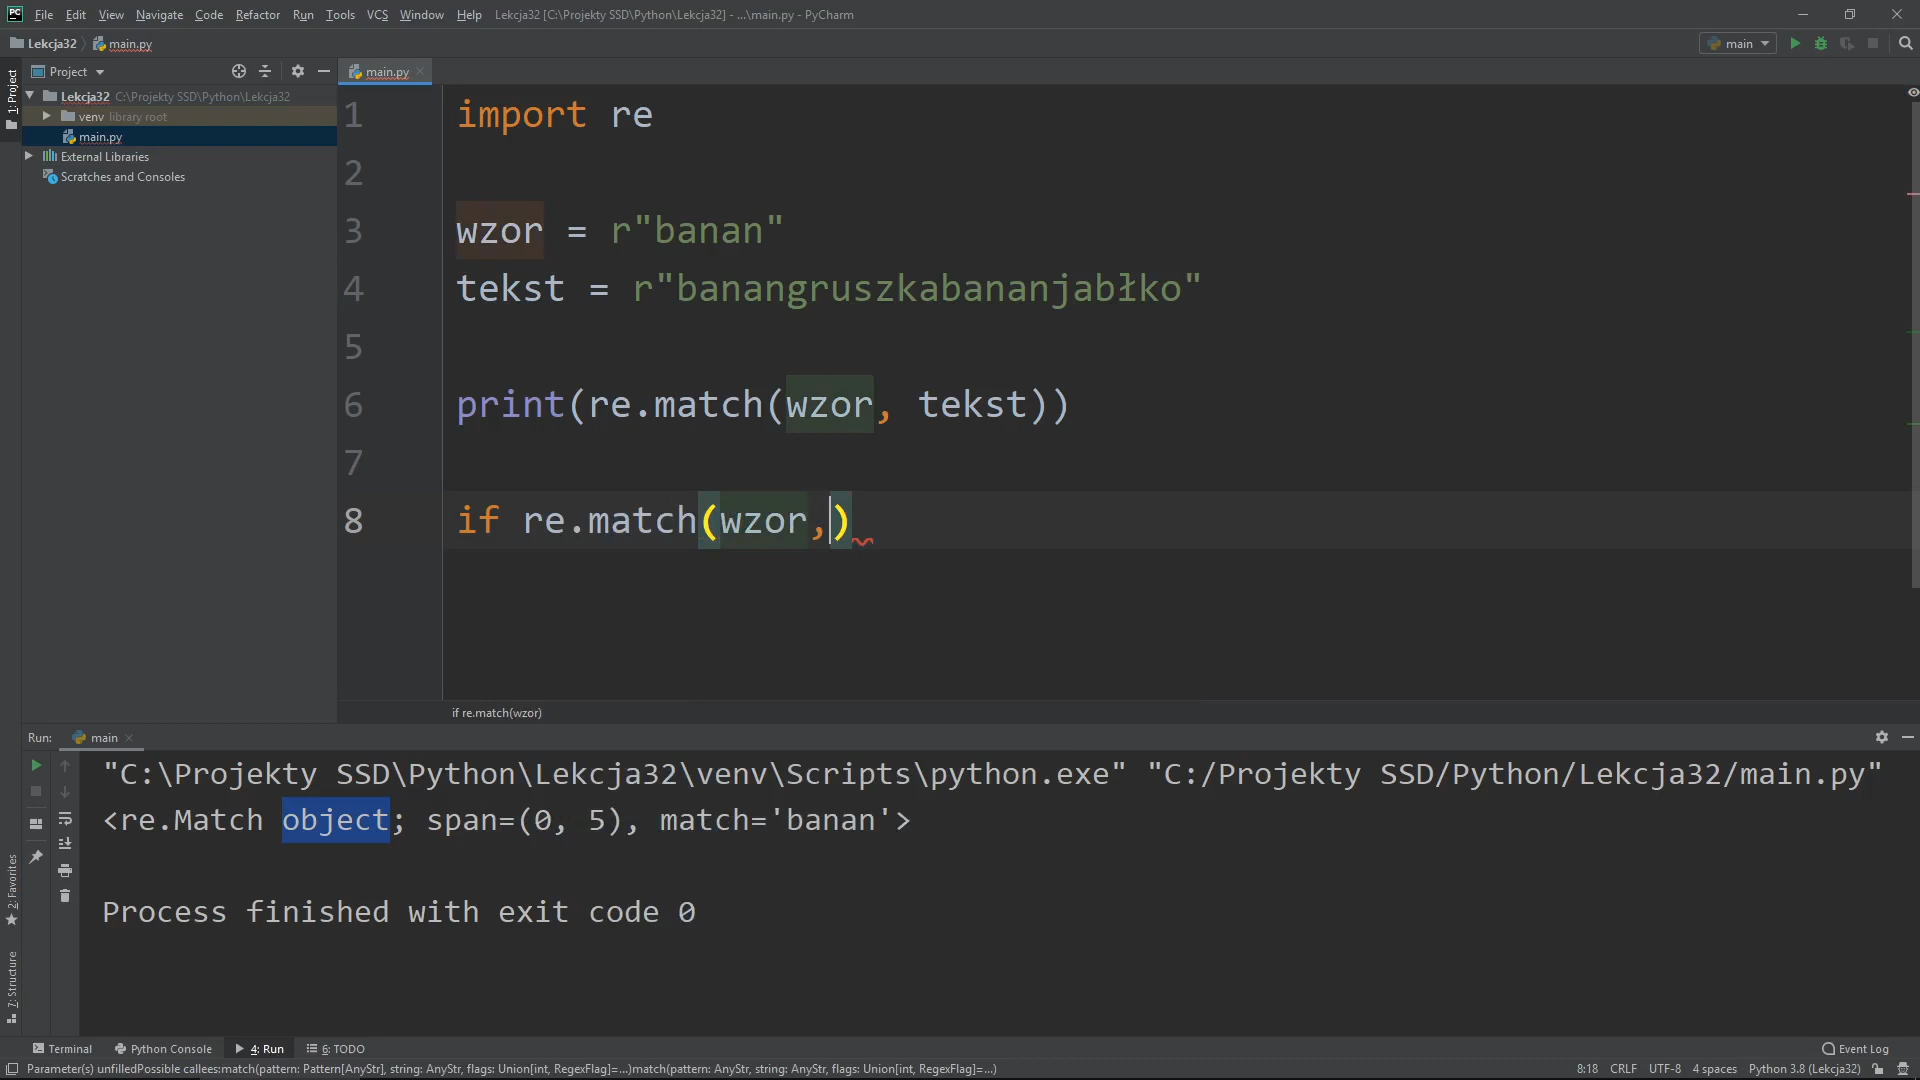 PC File Edit View Navigate Code Refactor Run Tools VCS Window Help Lekcja32 [C:\Projekty SSD\Python\Lekcja32] - ...\main.py - PyCharm
Lekcja32 main.py main
Project main.py
Lekcja32 C:\Projekty SSD\Python\Lekcja32
venv library root
main.py
External Libraries
Scratches and Consoles
1: Project
1 import re
2
3 wzor = r"banan"
4 tekst = r"banangruszkabananjabłko"
5
6 print(re.match(wzor, tekst))
7
8 if re.match(wzor,)
if re.match(wzor)
Run: main
"C:\Projekty SSD\Python\Lekcja32\venv\Scripts\python.exe" "C:/Projekty SSD/Python/Lekcja32/main.py"
<re.Match object; span=(0, 5), match='banan'>
Process finished with exit code 0
2: Favorites
7: Structure
Terminal Python Console 4: Run 6: TODO Event Log
Parameter(s) unfilledPossible callees:match(pattern: Pattern[AnyStr], string: AnyStr, flags: Union[int, RegexFlag]=...)match(pattern: AnyStr, string: AnyStr, flags: Union[int, RegexFlag]=...) 8:18 CRLF UTF-8 4 spaces Python 3.8 (Lekcja32)